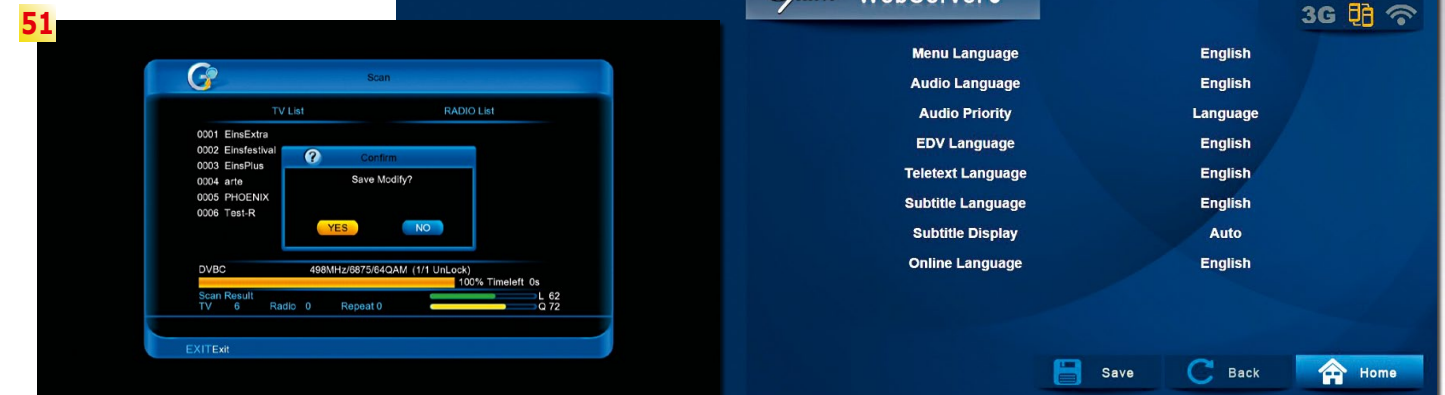 51
Scan
TV List RADIO List
0001 EinsExtra
0002 Einsfestival
0003 EinsPlus
0004 arte
0005 PHOENIX
0006 Test-R
Confirm
Save Modify?
YES NO
DVBC 498MHz/6875/64QAM (1/1 UnLock)
100% Timeleft 0s
Scan Result L 62
TV 6 Radio 0 Repeat 0 Q 72
EXITExit
3G
Menu Language English
Audio Language English
Audio Priority Language
EDV Language English
Teletext Language English
Subtitle Language English
Subtitle Display Auto
Online Language English
Save Back Home